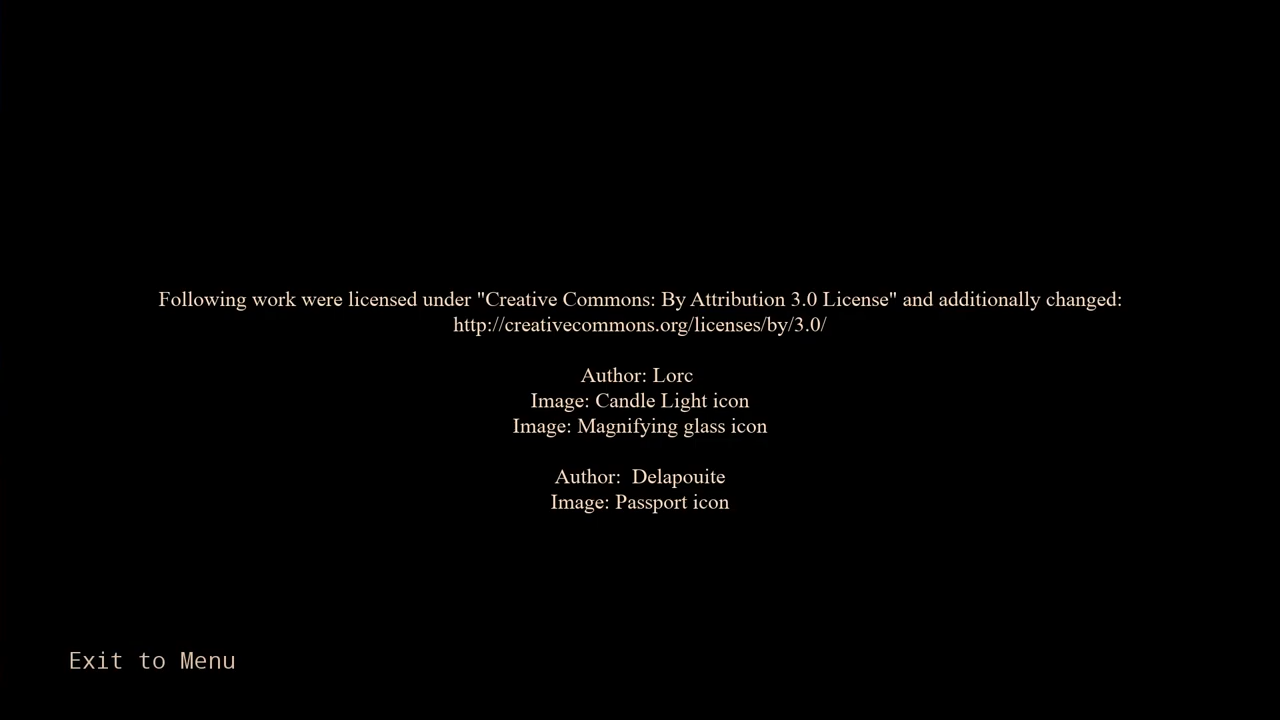 Following work were licensed under "Creative Commons: By Attribution 3.0 License" and additionally changed:
http://creativecommons.org/licenses/by/3.0/
Author: Lorc
Image: Candle Light icon
Image: Magnifying glass icon
Author:  Delapouite
Image: Passport icon
Exit to Menu